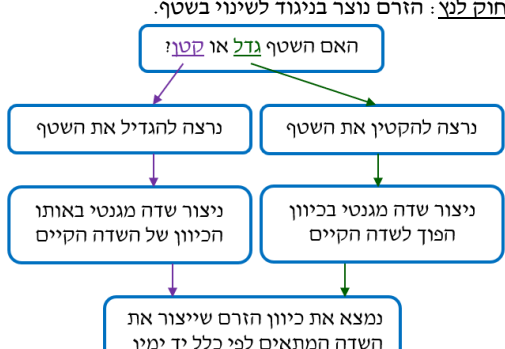 חוק לנץ: הזרם נוצר בניגוד לשינוי בשטף.
האם השטף גדל או קטן?
נרצה להקטין את השטף
נרצה להגדיל את השטף
ניצור שדה מגנטי בכיוון
הפוך לשדה הקיים
ניצור שדה מגנטי באותו
הכיוון של השדה הקיים
נמצא את כיוון הזרם שייצור את
השדה המתאים לפי כלל יד ימין